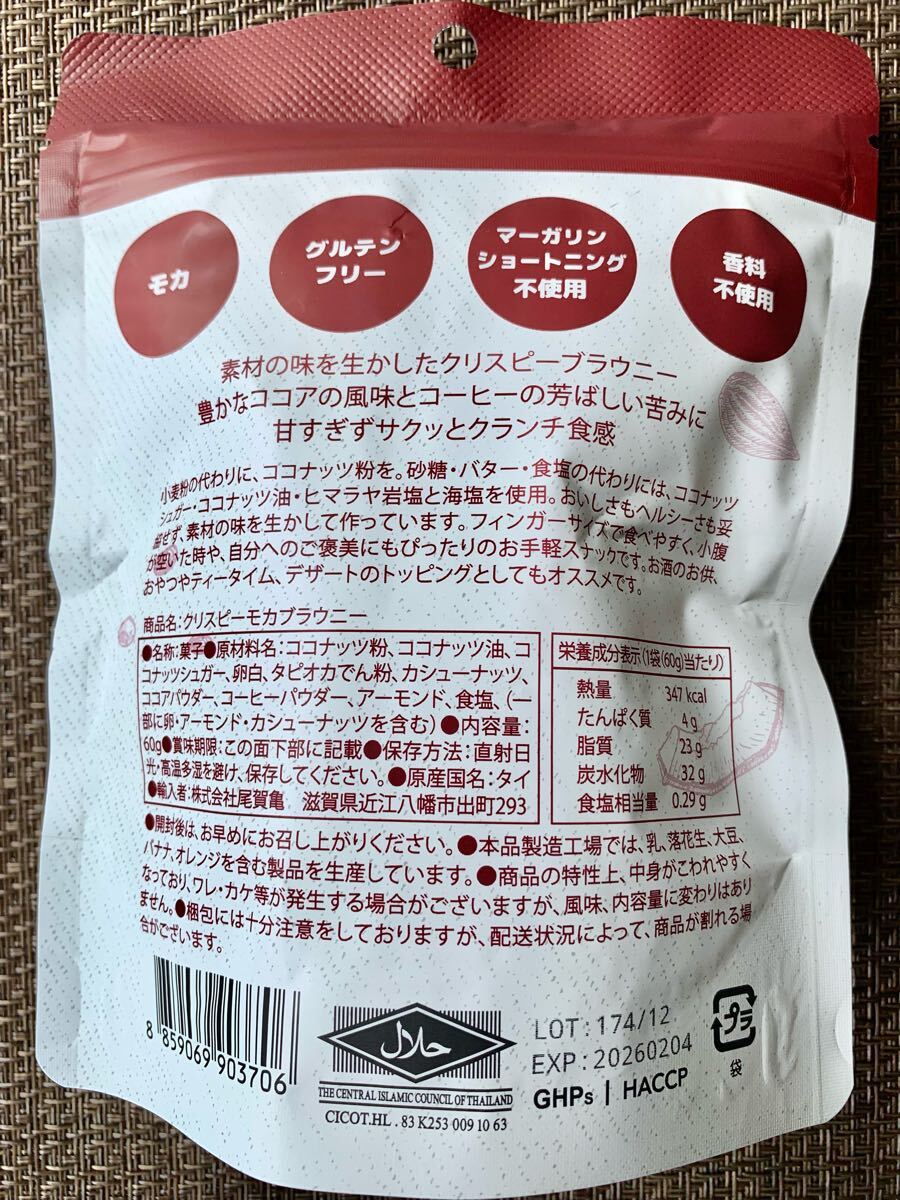 モカ
グルテン
フリー
マーガリン
ショートニング
不使用
香料
不使用
素材の味を生かしたクリスピーブラウニー
豊かなココアの風味とコーヒーの芳ばしい苦みに
甘すぎずサクッとクランチ食感
小麦粉の代わりに、ココナッツ粉を。砂糖・バター・食塩の代わりには、ココナッツ
シュガー・ココナッツ油・ヒマラヤ岩塩と海塩を使用。おいしさもヘルシーさも妥
協せず、素材の味を生かして作っています。フィンガーサイズで食べやすく、小腹
が空いた時や、自分へのご褒美にもぴったりのお手軽スナックです。お酒のお供、
おやつやティータイム、デザートのトッピングとしてもオススメです。
商品名：クリスピーモカブラウニー
●名称：菓子●原材料名：ココナッツ粉、ココナッツ油、コ
コナッツシュガー、卵白、タピオカでん粉、カシューナッツ、
ココアパウダー、コーヒーパウダー、アーモンド、食塩、（一
部に卵・アーモンド・カシューナッツを含む）●内容量：
60g●賞味期限：この面下部に記載●保存方法：直射日
光・高温多湿を避け、保存してください。●原産国名：タイ
●輸入者：株式会社尾賀亀　滋賀県近江八幡市出町293
栄養成分表示(1袋(60g)当たり)
熱量 347 kcal
たんぱく質 4 g
脂質 23 g
炭水化物 32 g
食塩相当量 0.29 g
●開封後は、お早めにお召し上がりください。●本品製造工場では、乳、落花生、大豆、
バナナ、オレンジを含む製品を生産しています。●商品の特性上、中身がこわれやすく
なっており、ワレ・カケ等が発生する場合がございますが、風味、内容量に変わりはあり
ません。●梱包には十分注意をしておりますが、配送状況によって、商品が割れる場
合がございます。
8 859069 903706
حلال
THE CENTRAL ISLAMIC COUNCIL OF THAILAND
CICOT.HL . 83 K253 009 10 63
LOT : 174/12
EXP : 20260204
GHPs | HACCP
プラ
袋